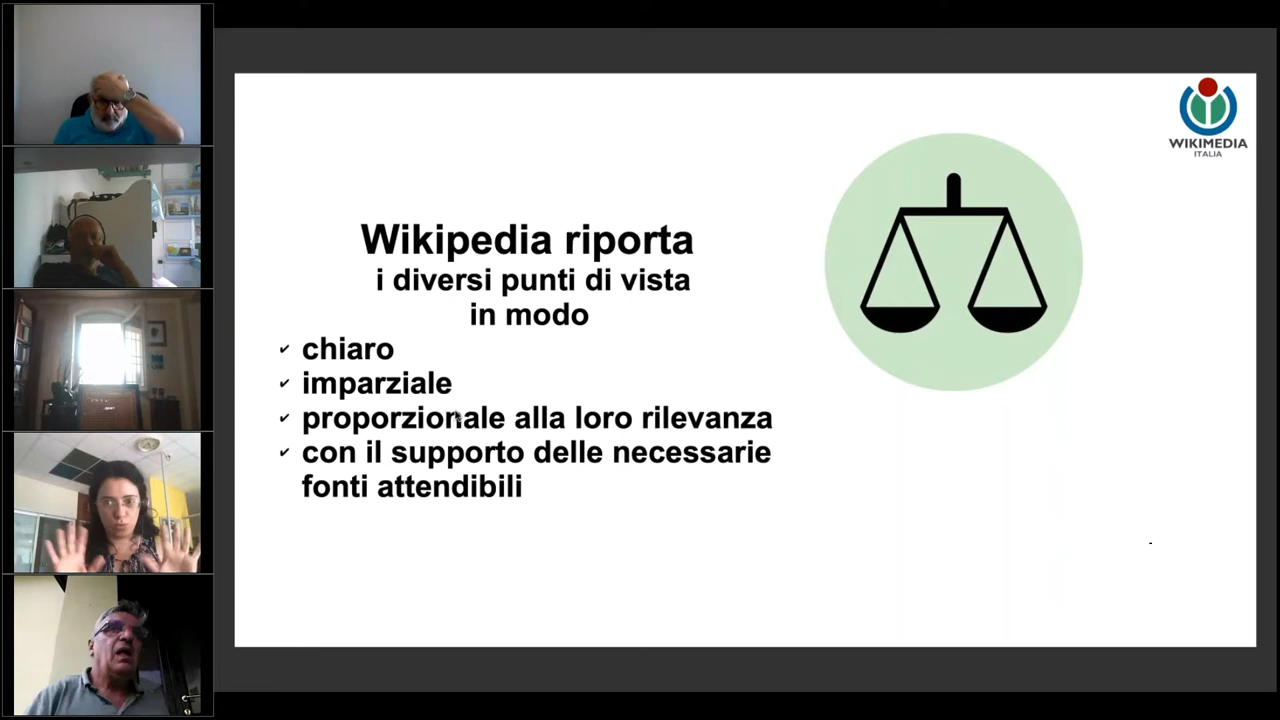 Wikipedia riporta
i diversi punti di vista
in modo
✔ chiaro
✔ imparziale
✔ proporzionale alla loro rilevanza
✔ con il supporto delle necessarie
fonti attendibili
WIKIMEDIA
ITALIA